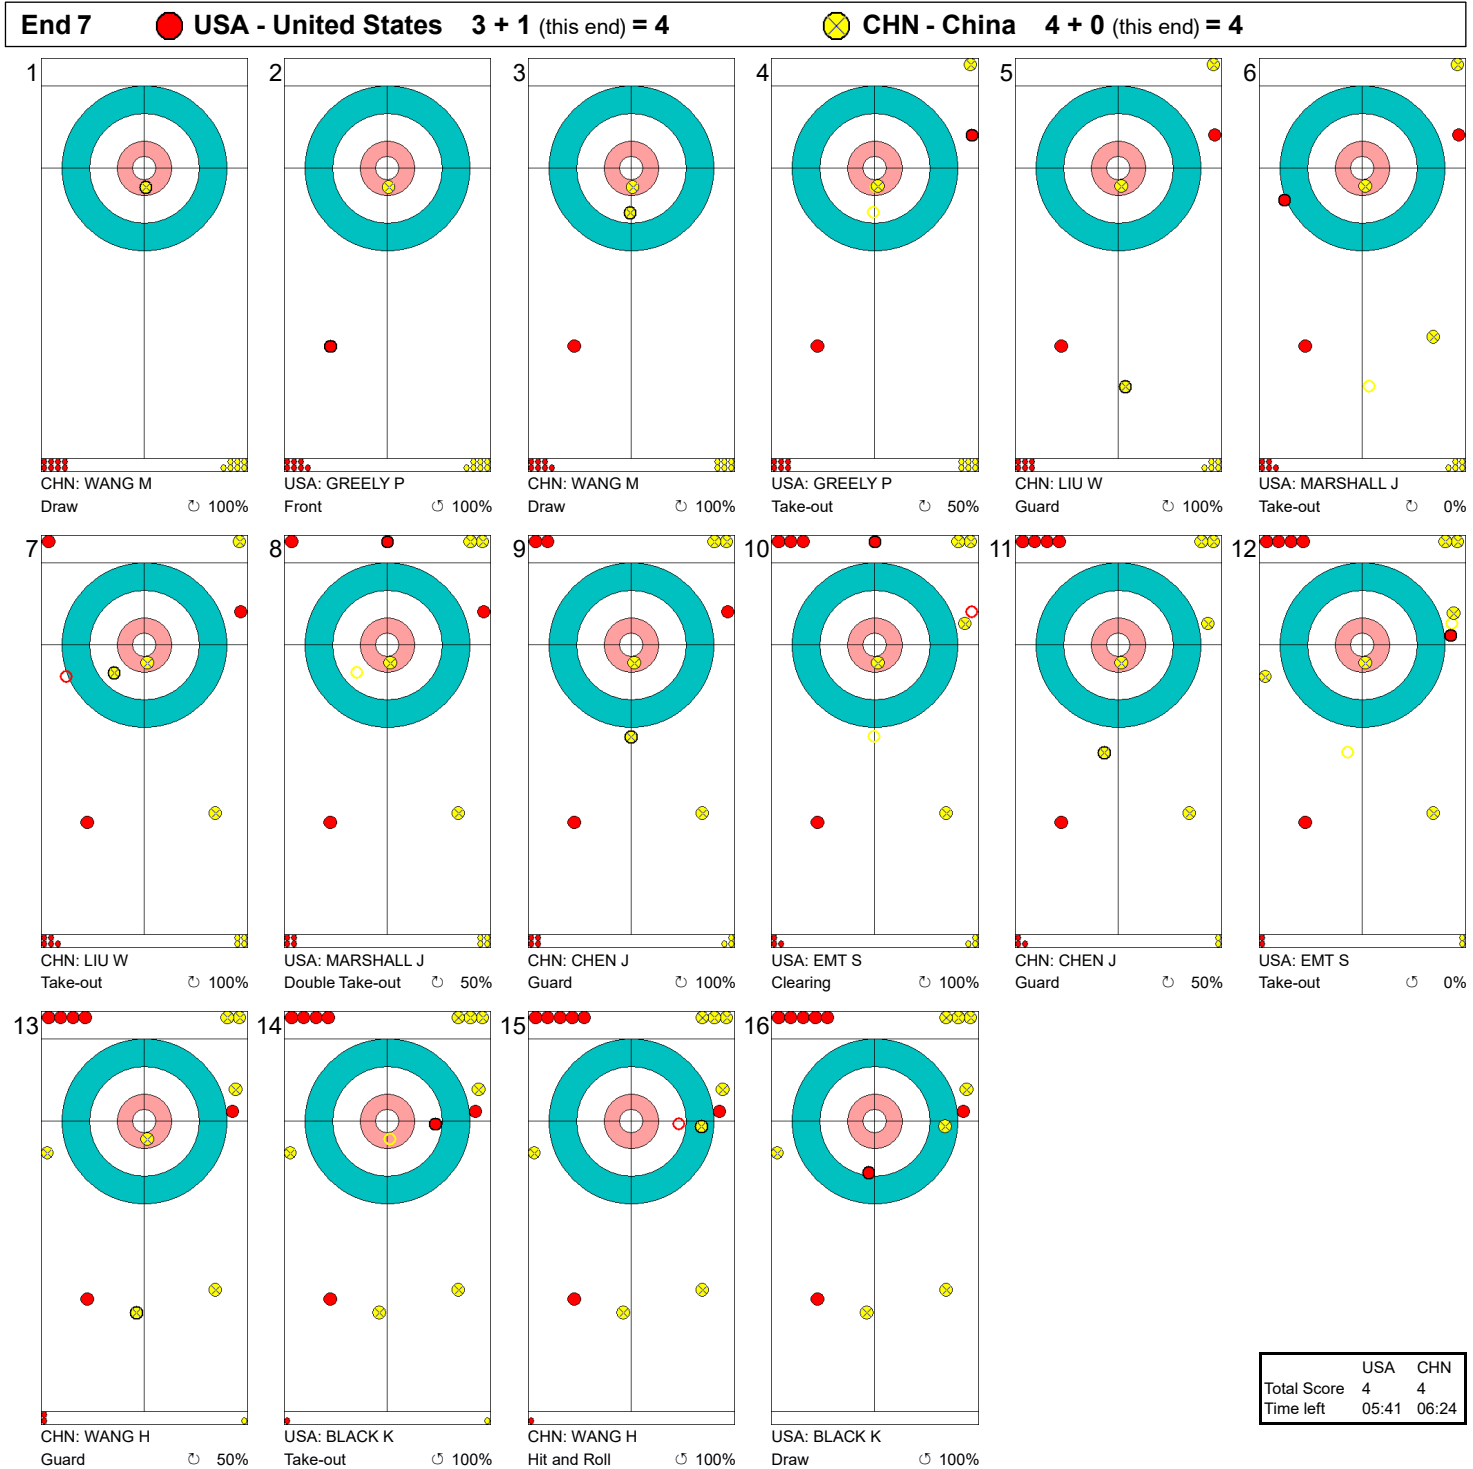 End 7 USA - United States 3 + 1 (this end) = 4 CHN - China 4 + 0 (this end) = 4
1 2 3 4 5 6
CHN: WANG M USA: GREELY P CHN: WANG M USA: GREELY P CHN: LIU W USA: MARSHALL J
Draw ↻ 100% Front ↺ 100% Draw ↻ 100% Take-out ↻ 50% Guard ↻ 100% Take-out ↻ 0%
7 8 9 10 11 12
CHN: LIU W USA: MARSHALL J CHN: CHEN J USA: EMT S CHN: CHEN J USA: EMT S
Take-out ↻ 100% Double Take-out ↻ 50% Guard ↻ 100% Clearing ↻ 100% Guard ↻ 50% Take-out ↺ 0%
13 14 15 16
CHN: WANG H USA: BLACK K CHN: WANG H USA: BLACK K
Guard ↻ 50% Take-out ↺ 100% Hit and Roll ↺ 100% Draw ↺ 100%
USA CHN
Total Score 4 4
Time left 05:41 06:24